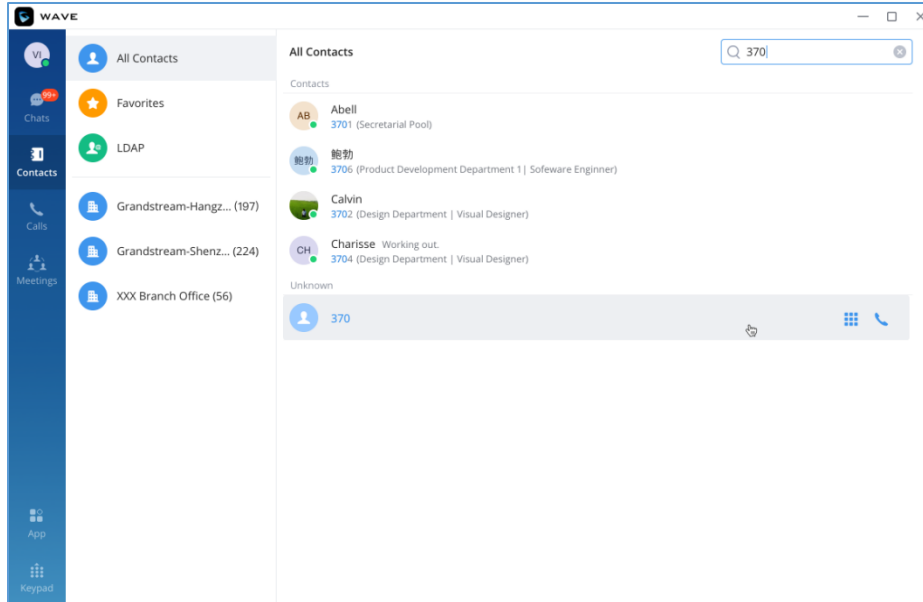 WAVE
VI
99+
Chats
Contacts
Calls
Meetings
App
Keypad
All Contacts
Favorites
LDAP
Grandstream-Hangz... (197)
Grandstream-Shenz... (224)
XXX Branch Office (56)
All Contacts
370
Contacts
AB
Abell
3701 (Secretarial Pool)
鲍勃
鲍勃
3706 (Product Development Department 1| Sofeware Enginner)
Calvin
3702 (Design Department | Visual Designer)
CH
Charisse Working out.
3704 (Design Department | Visual Designer)
Unknown
370